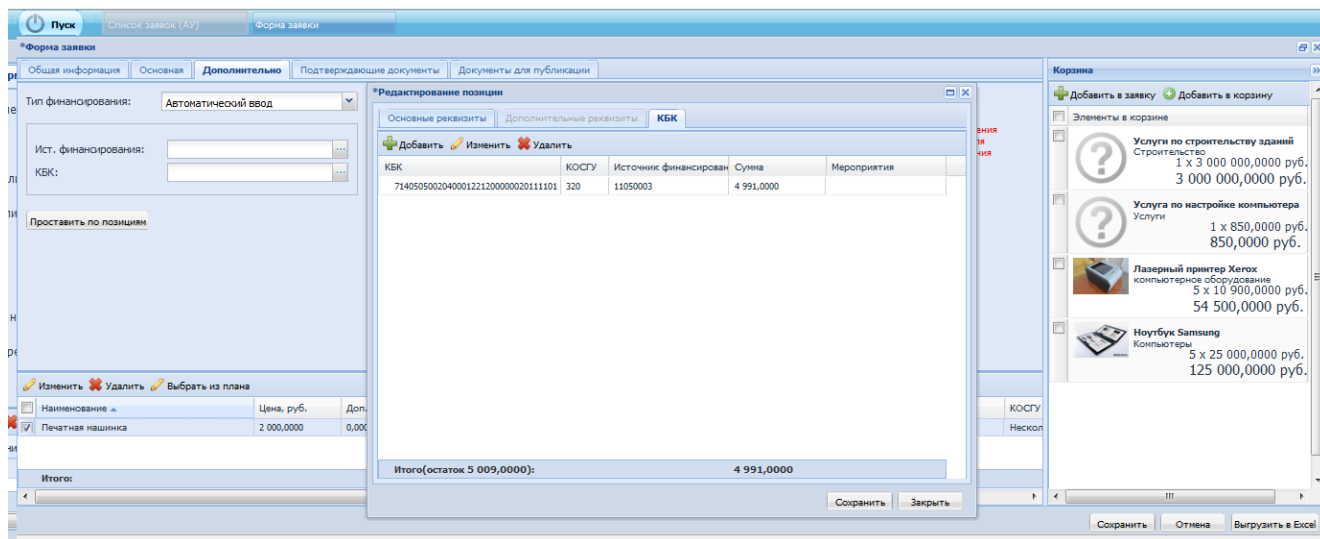 Пуск
Список заявок (АУ)
Форма заявки
*Форма заявки
Общая информация
Основная
Дополнительно
Подтверждающие документы
Документы для публикации
Тип финансирования:
Автоматический ввод
Ист. финансирования:
КБК:
Проставить по позициям
*Редактирование позиции
Основные реквизиты
Дополнительные реквизиты
КБК
Добавить
Изменить
Удалить
КБК
КОСГУ
Источник финансирован
Сумма
Мероприятия
7140505002040001221200000020111101
320
11050003
4 991,0000
Итого(остаток 5 009,0000):
4 991,0000
Сохранить
Закрыть
Изменить
Удалить
Выбрать из плана
Наименование
Цена, руб.
Доп.
КОСГУ
Печатная машинка
2 000,0000
0,000
Нескол
Итого:
Корзина
Добавить в заявку
Добавить в корзину
Элементы в корзине
Услуги по строительству зданий
Строительство
1 x 3 000 000,0000 руб.
3 000 000,0000 руб.
Услуга по настройке компьютера
Услуги
1 x 850,0000 руб.
850,0000 руб.
Лазерный принтер Xerox
компьютерное оборудование
5 x 10 900,0000 руб.
54 500,0000 руб.
Ноутбук Samsung
Компьютеры
5 x 25 000,0000 руб.
125 000,0000 руб.
Сохранить
Отмена
Выгрузить в Excel